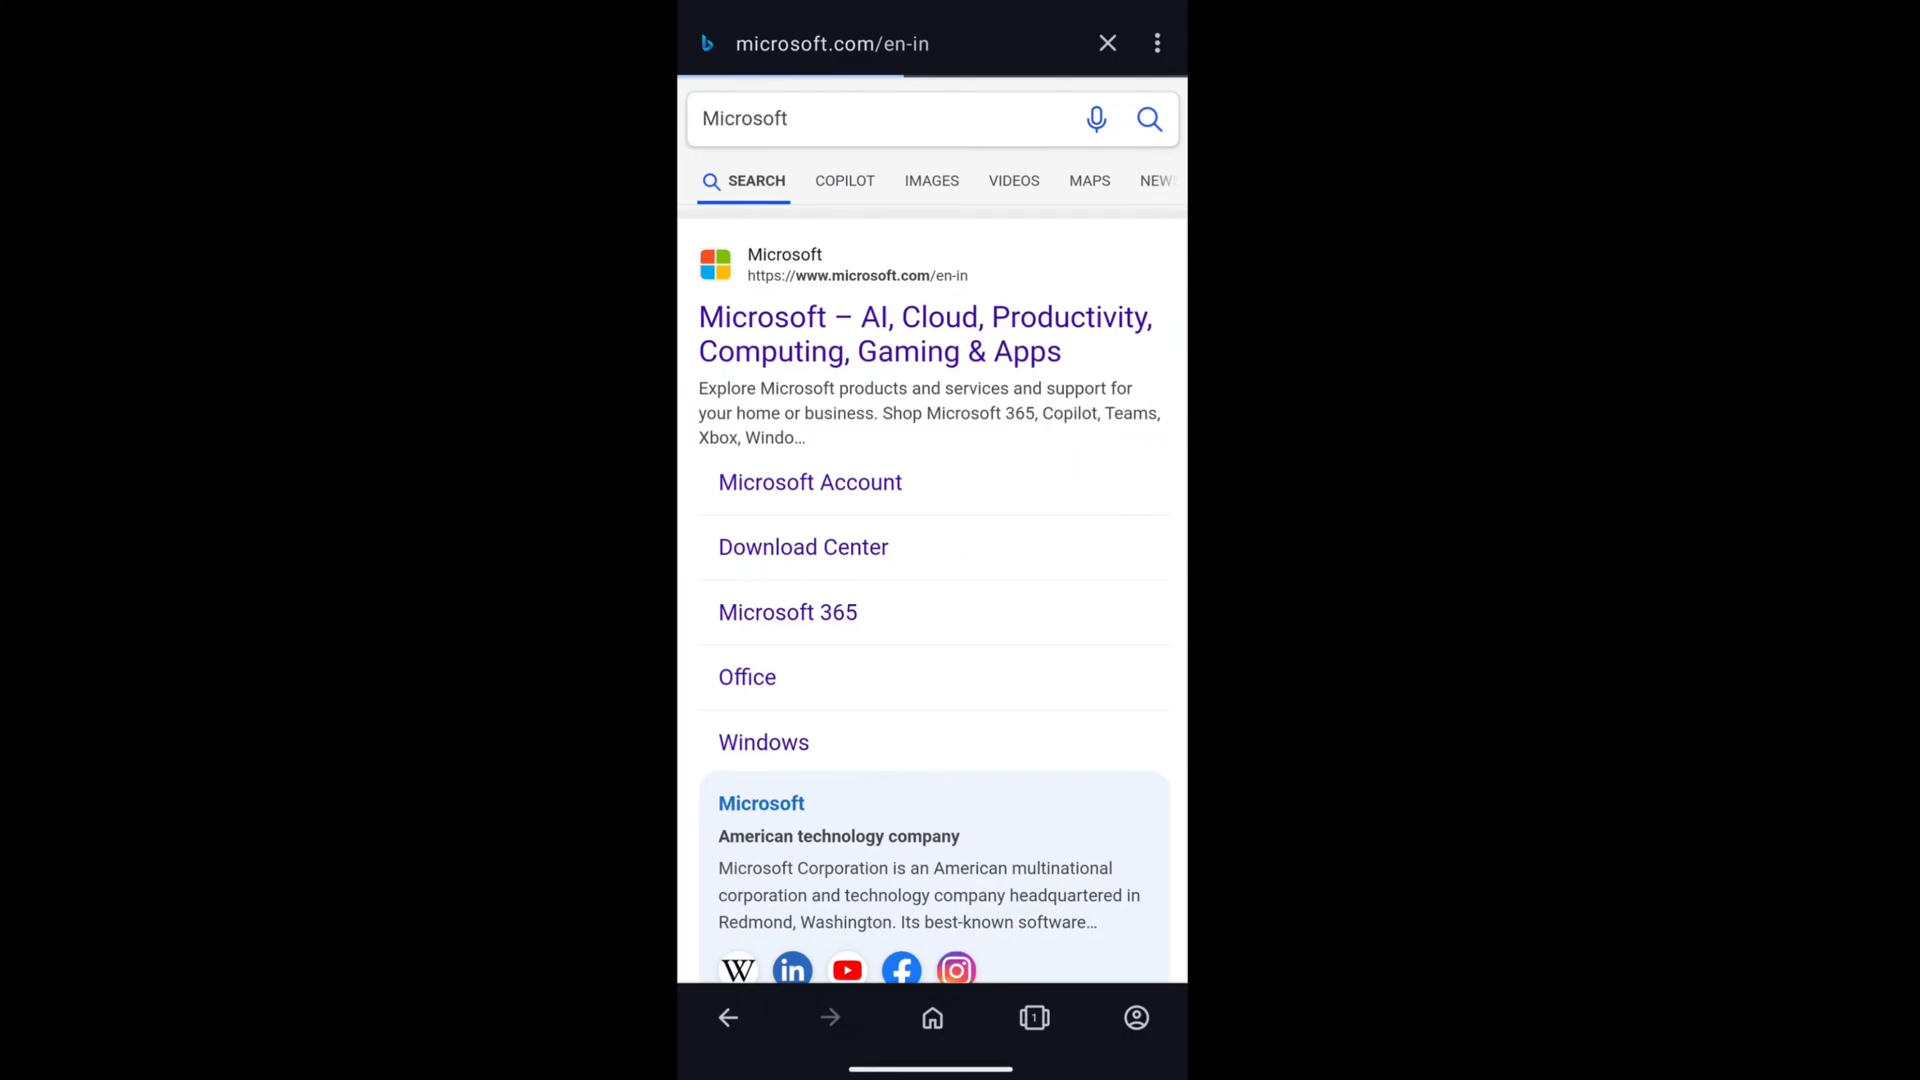 microsoft.com/en-in
Microsoft
SEARCH COPILOT IMAGES VIDEOS MAPS NEWS
Microsoft
https://www.microsoft.com/en-in
Microsoft – AI, Cloud, Productivity,
Computing, Gaming & Apps
Explore Microsoft products and services and support for
your home or business. Shop Microsoft 365, Copilot, Teams,
Xbox, Windo...
Microsoft Account
Download Center
Microsoft 365
Office
Windows
Microsoft
American technology company
Microsoft Corporation is an American multinational
corporation and technology company headquartered in
Redmond, Washington. Its best-known software...
W in
1